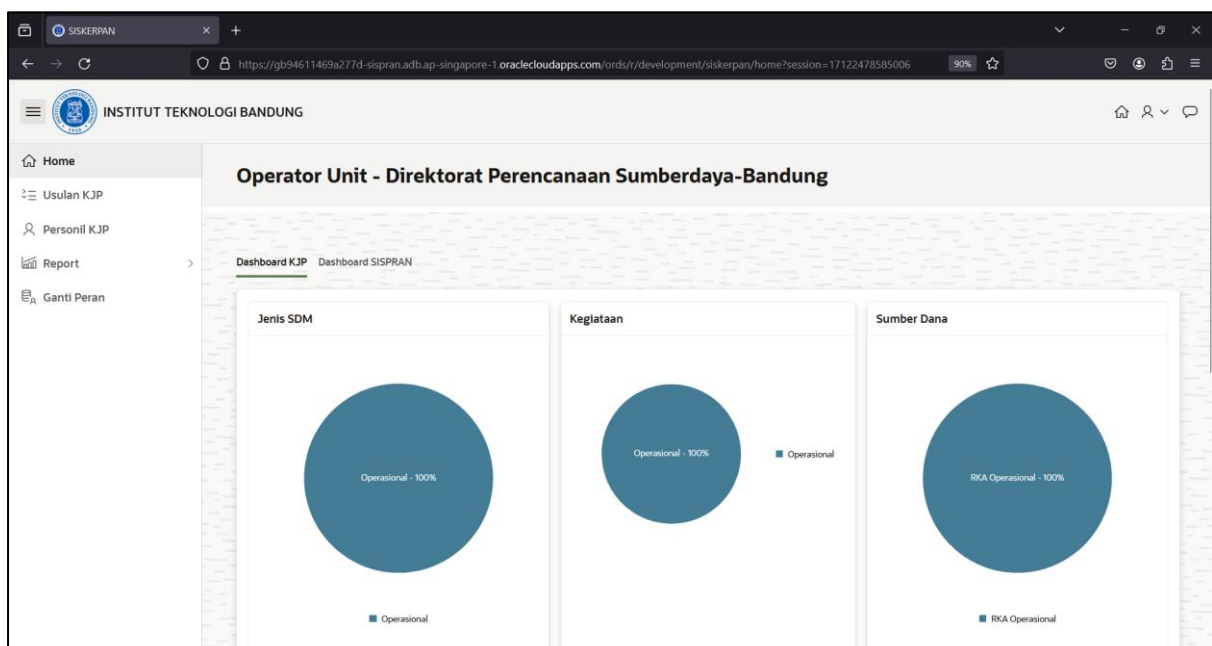 SISKERPAN
https://gb94611469a277d-sispran.adb.ap-singapore-1.oraclecloudapps.com/ords/r/development/siskerpan/home?session=17122478585006
90%
INSTITUT TEKNOLOGI BANDUNG
Home
Usulan KJP
Personil KJP
Report
Ganti Peran
Operator Unit - Direktorat Perencanaan Sumberdaya-Bandung
Dashboard KJP Dashboard SISPRAN
Jenis SDM
Operasional - 100%
Operasional
Kegiataan
Operasional - 100%
Operasional
Sumber Dana
RKA Operasional - 100%
RKA Operasional